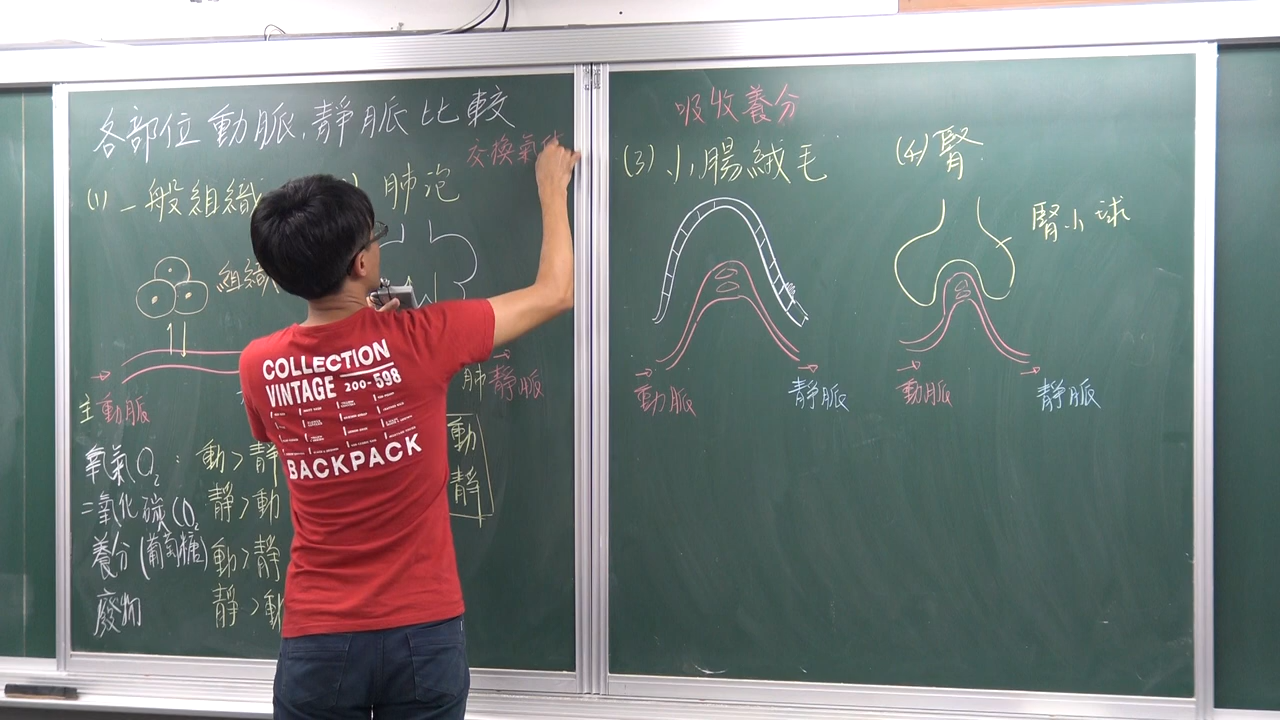 各部位動脈.靜脈比較
交換氣
(1) 一般組織
肺泡
組織
主動脈
肺靜脈
氧氣O₂ : 動>靜
二氧化碳CO₂ 靜>動
養分(葡萄糖) 動>靜
廢物 靜>動
動
靜
吸收養分
(3) 小腸絨毛
動脈
靜脈
(4) 腎
腎小球
動脈
靜脈
COLLECTION
VINTAGE 200-598
BACKPACK